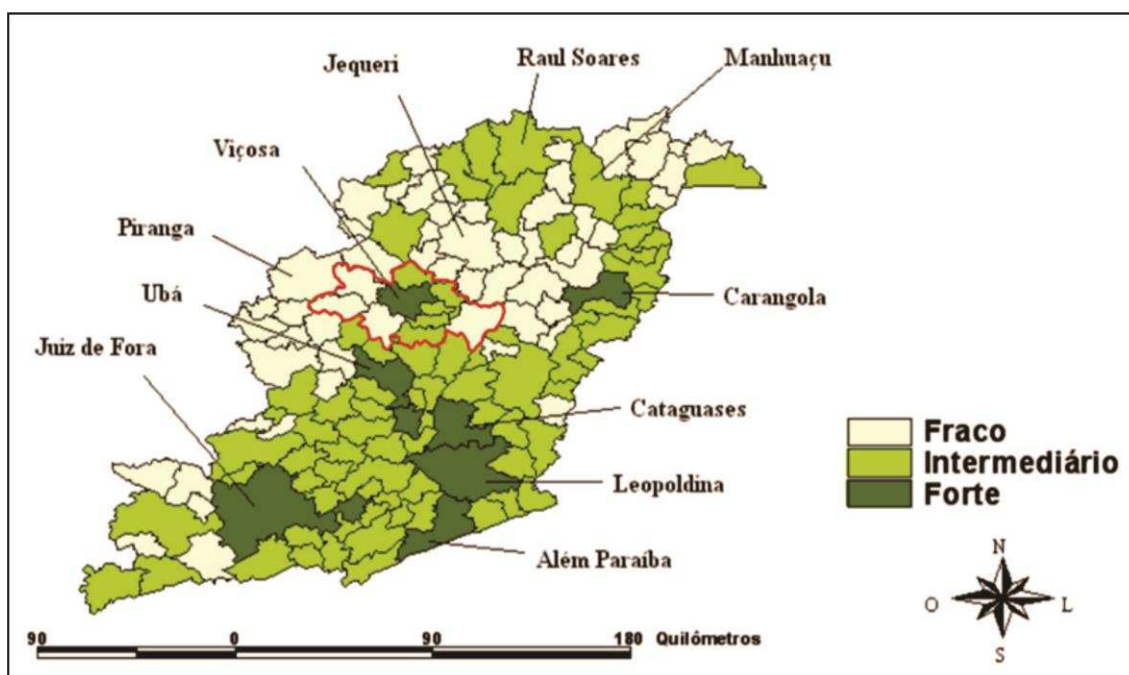 Raul Soares
Manhuaçu
Jequeri
Viçosa
Piranga
Ubá
Carangola
Juiz de Fora
Cataguases
Leopoldina
Além Paraíba
Fraco
Intermediário
Forte
N
O
L
S
90 0 90 180 Quilômetros